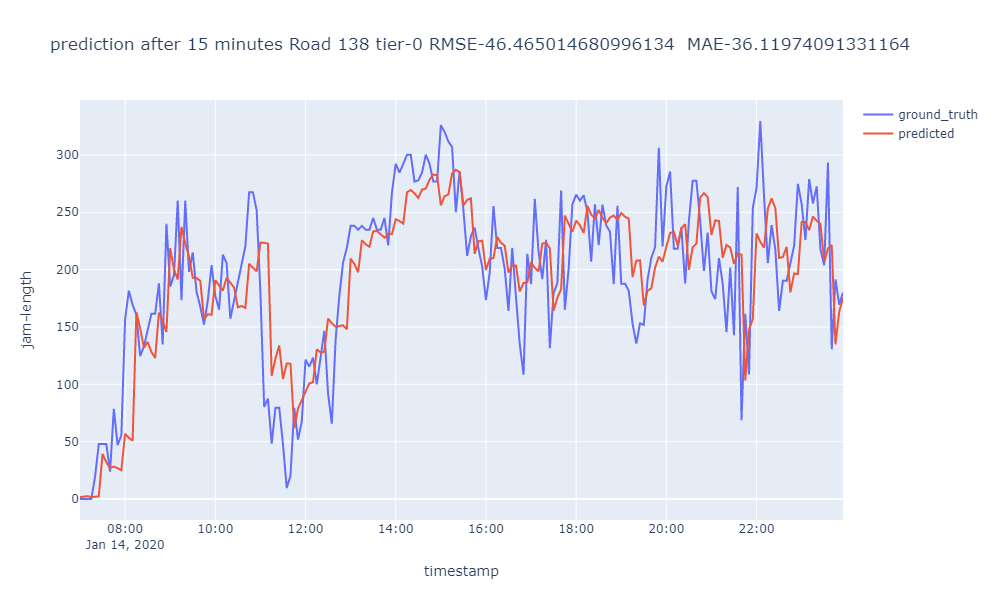 prediction after 15 minutes Road 138 tier-0 RMSE-46.465014680996134  MAE-36.11974091331164
ground_truth
predicted
300
250
200
150
100
50
0
jam-length
08:00 10:00 12:00 14:00 16:00 18:00 20:00 22:00
Jan 14, 2020
timestamp